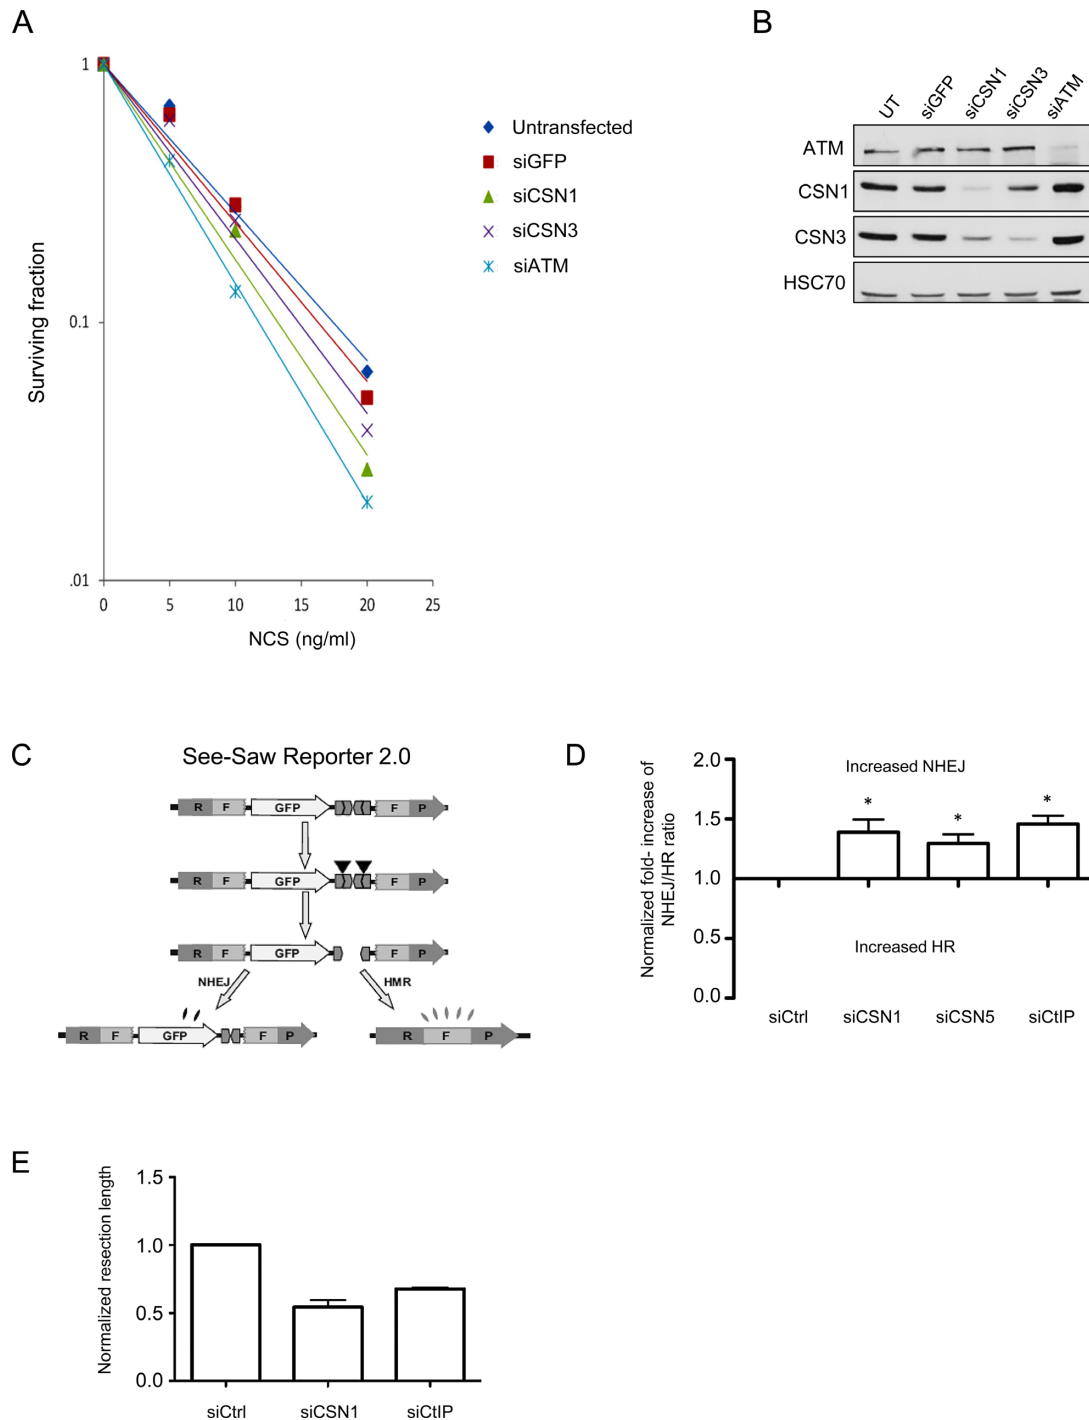 A
1
0.1
.01
0 5 10 15 20 25
Surviving fraction
NCS (ng/ml)
Untransfected
siGFP
siCSN1
siCSN3
siATM
B
UT siGFP siCSN1 siCSN3 siATM
ATM
CSN1
CSN3
HSC70
C
See-Saw Reporter 2.0
R F GFP F P
R F GFP F P
R F GFP F P
NHEJ HMR
R F GFP F P R F P
D
Normalized fold- increase of
NHEJ/HR ratio
2.0
1.5
1.0
0.5
0.0
Increased NHEJ
* * *
Increased HR
siCtrl siCSN1 siCSN5 siCtIP
E
Normalized resection length
1.5
1.0
0.5
0.0
siCtrl siCSN1 siCtIP